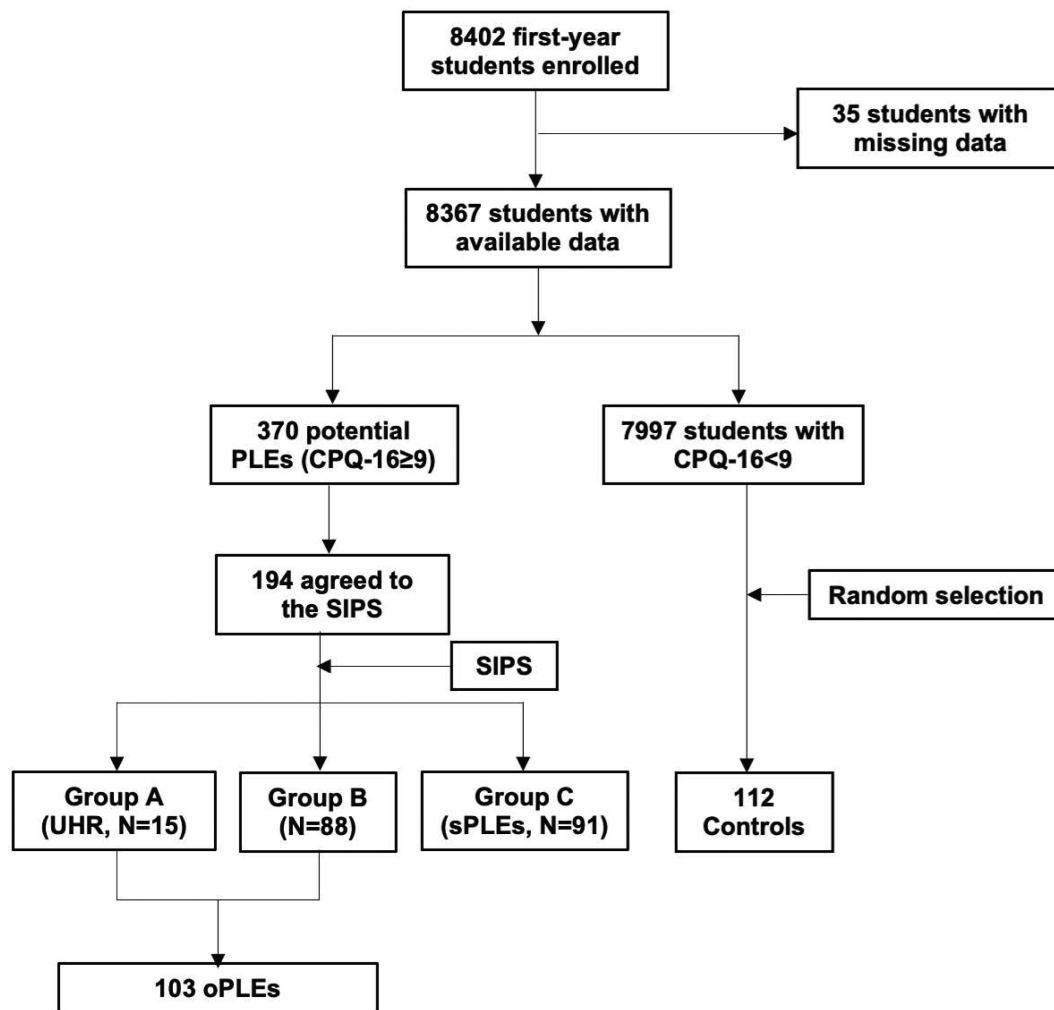 8402 first-year
students enrolled
35 students with
missing data
8367 students with
available data
370 potential
PLEs (CPQ-16≥9)
7997 students with
CPQ-16<9
194 agreed to
the SIPS
Random selection
SIPS
Group A
(UHR, N=15)
Group B
(N=88)
Group C
(sPLEs, N=91)
112
Controls
103 oPLEs